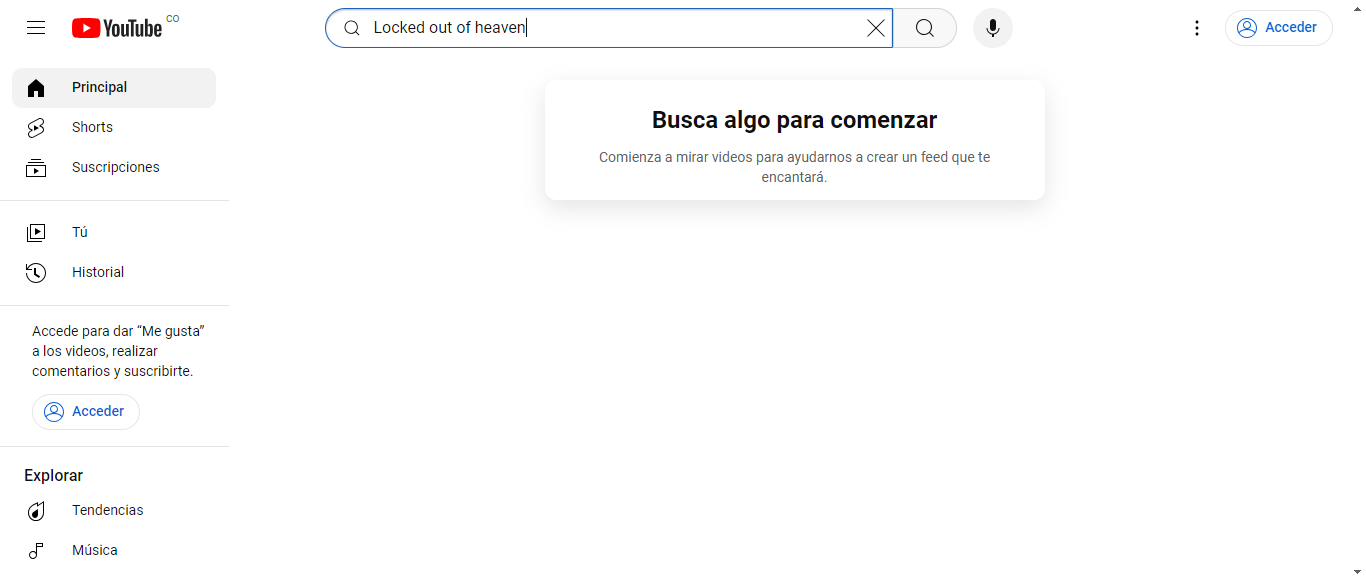 YouTube CO
Locked out of heaven
Acceder
Principal
Shorts
Suscripciones
Tú
Historial
Accede para dar “Me gusta”
a los videos, realizar
comentarios y suscribirte.
Acceder
Explorar
Tendencias
Música
Busca algo para comenzar
Comienza a mirar videos para ayudarnos a crear un feed que te
encantará.